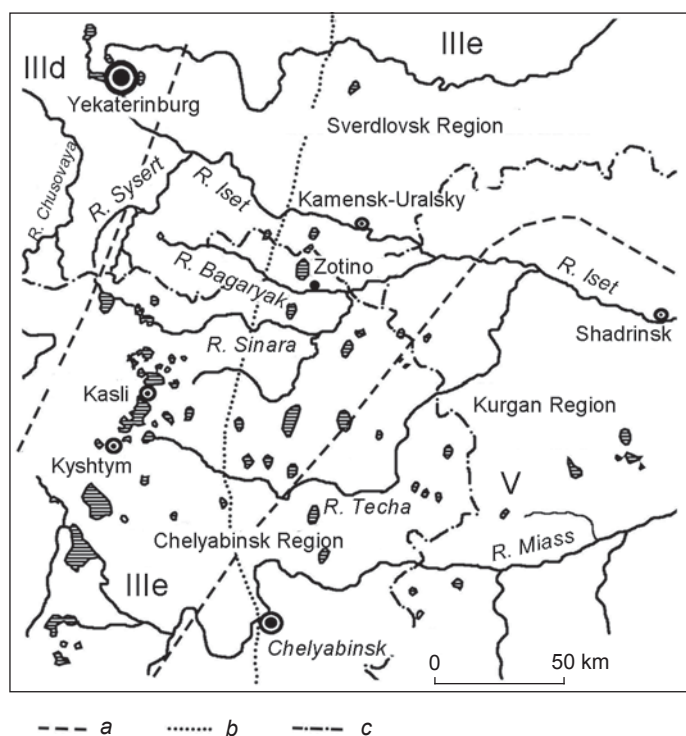 IIIe
IIId
Yekaterinburg
Sverdlovsk Region
R. Chusovaya
R. Sysert
R. Iset
Kamensk-Uralsky
Zotino
R. Bagaryak
R. Iset
Shadrinsk
R. Sinara
Kasli
Kurgan Region
Kyshtym
V
R. Techa
Chelyabinsk Region
R. Miass
IIIe
Chelyabinsk
0 50 km
a b c